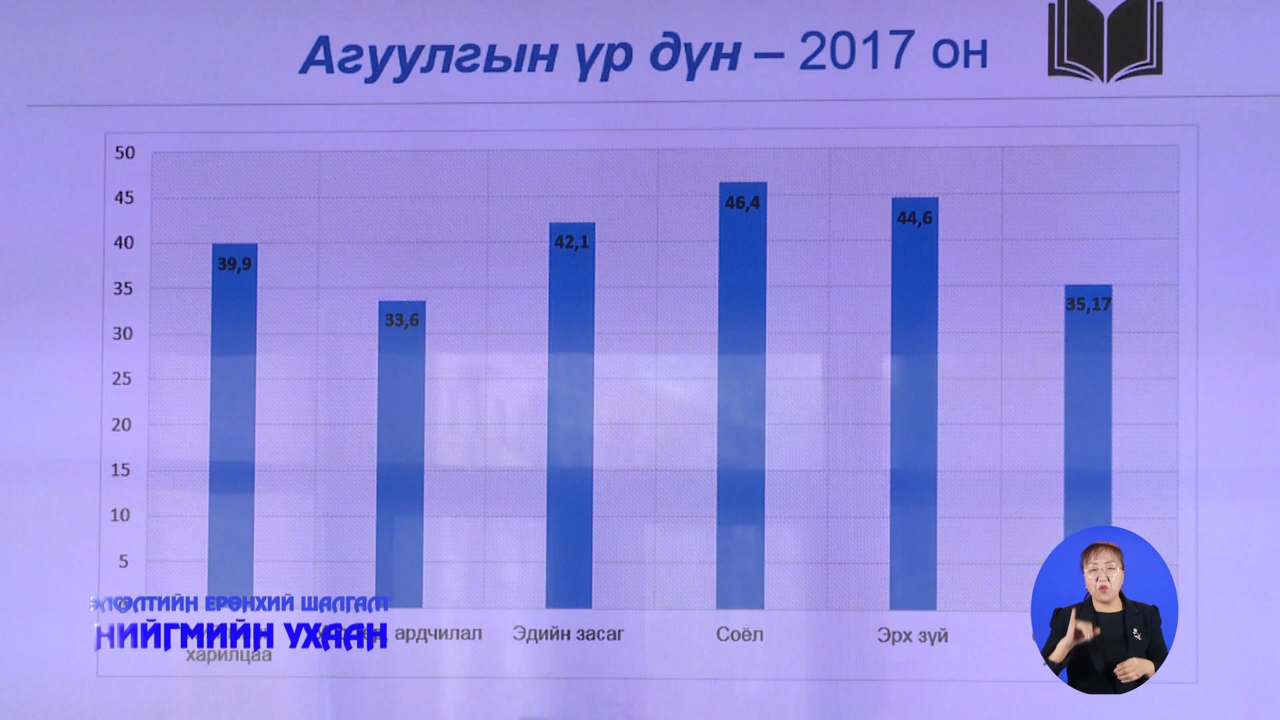 Агуулгын үр дүн – 2017 он
50
45
40
35
30
25
20
15
10
5
39,9
33,6
42,1
46,4
44,6
35,17
ардчилал
Эдийн засаг
Соёл
Эрх зүй
харилцаа
ЭЛСЭЛТИЙН ЕРӨНХИЙ ШАЛГАЛТ
НИЙГМИЙН УХААН